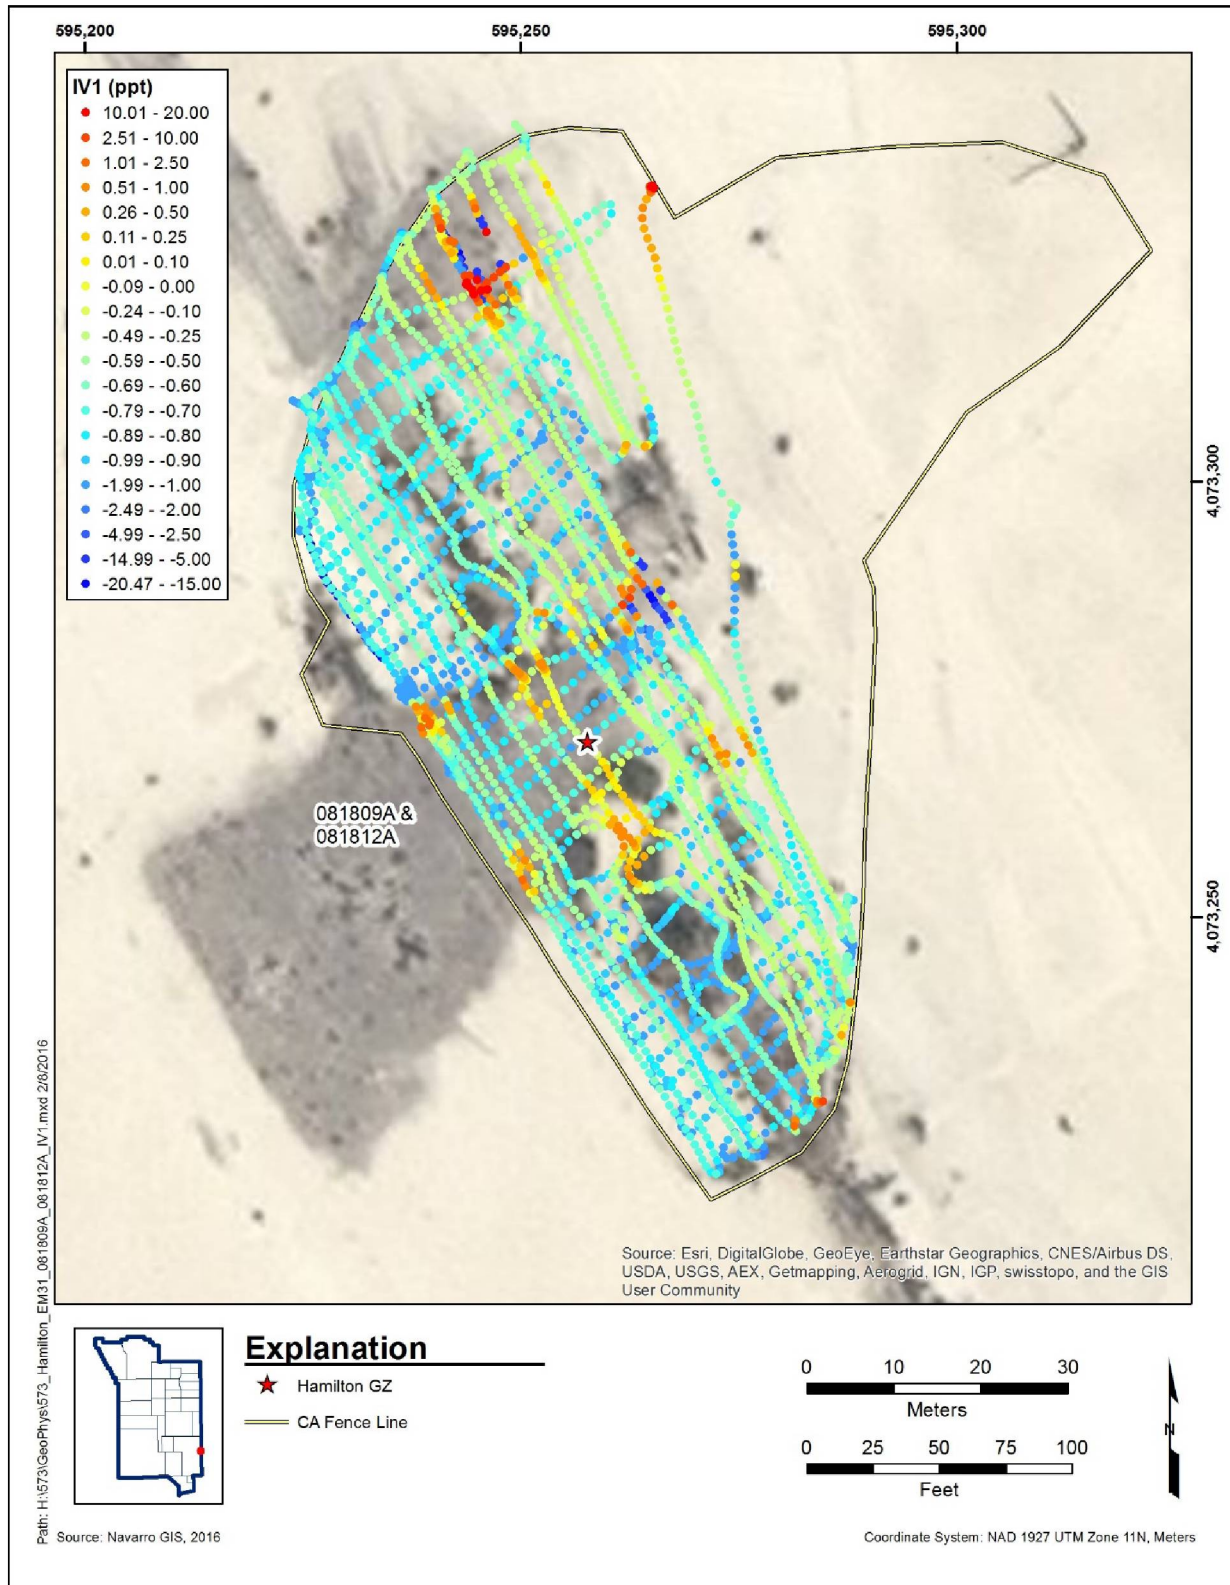 595,200
595,250
595,300
IV1 (ppt)
10.01 - 20.00
2.51 - 10.00
1.01 - 2.50
0.51 - 1.00
0.26 - 0.50
0.11 - 0.25
0.01 - 0.10
-0.09 - 0.00
-0.24 - -0.10
-0.49 - -0.25
-0.59 - -0.50
-0.69 - -0.60
-0.79 - -0.70
-0.89 - -0.80
-0.99 - -0.90
-1.99 - -1.00
-2.49 - -2.00
-4.99 - -2.50
-14.99 - -5.00
-20.47 - -15.00
4,073,300
4,073,250
081809A &
081812A
Source: Esri, DigitalGlobe, GeoEye, Earthstar Geographics, CNES/Airbus DS,
USDA, USGS, AEX, Getmapping, Aerogrid, IGN, IGP, swisstopo, and the GIS
User Community
Path: H:\573\GeoPhys\573_Hamilton_EM31_081809A_081812A_IV1.mxd 2/8/2016
Explanation
Hamilton GZ
CA Fence Line
0 10 20 30
Meters
0 25 50 75 100
Feet
N
Source: Navarro GIS, 2016
Coordinate System: NAD 1927 UTM Zone 11N, Meters